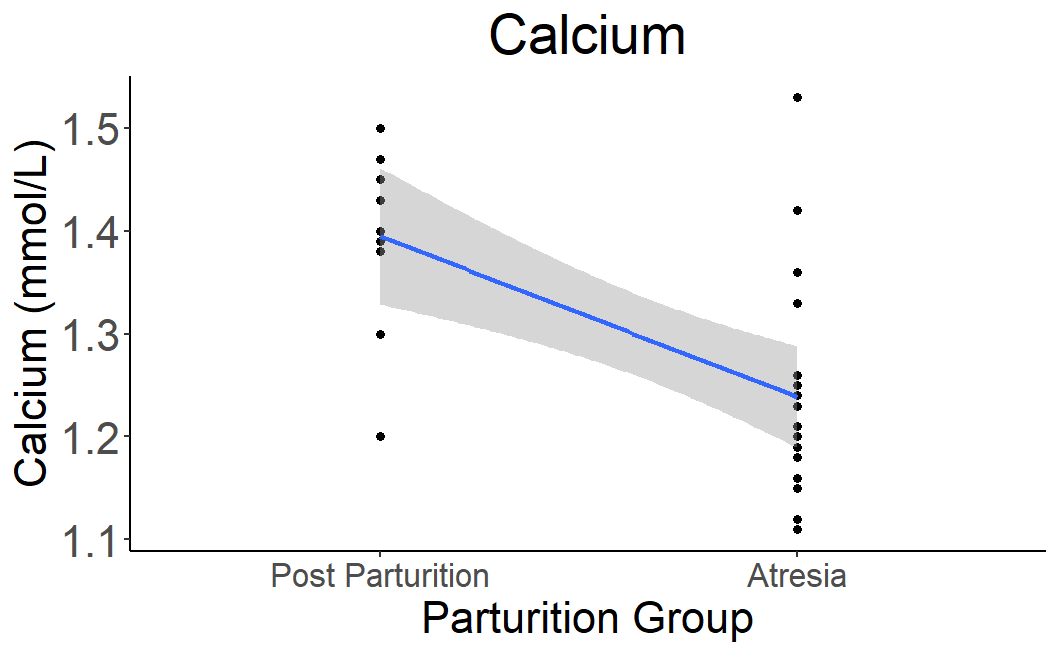 Calcium
Calcium (mmol/L)
1.5
1.4
1.3
1.2
1.1
Post Parturition
Atresia
Parturition Group